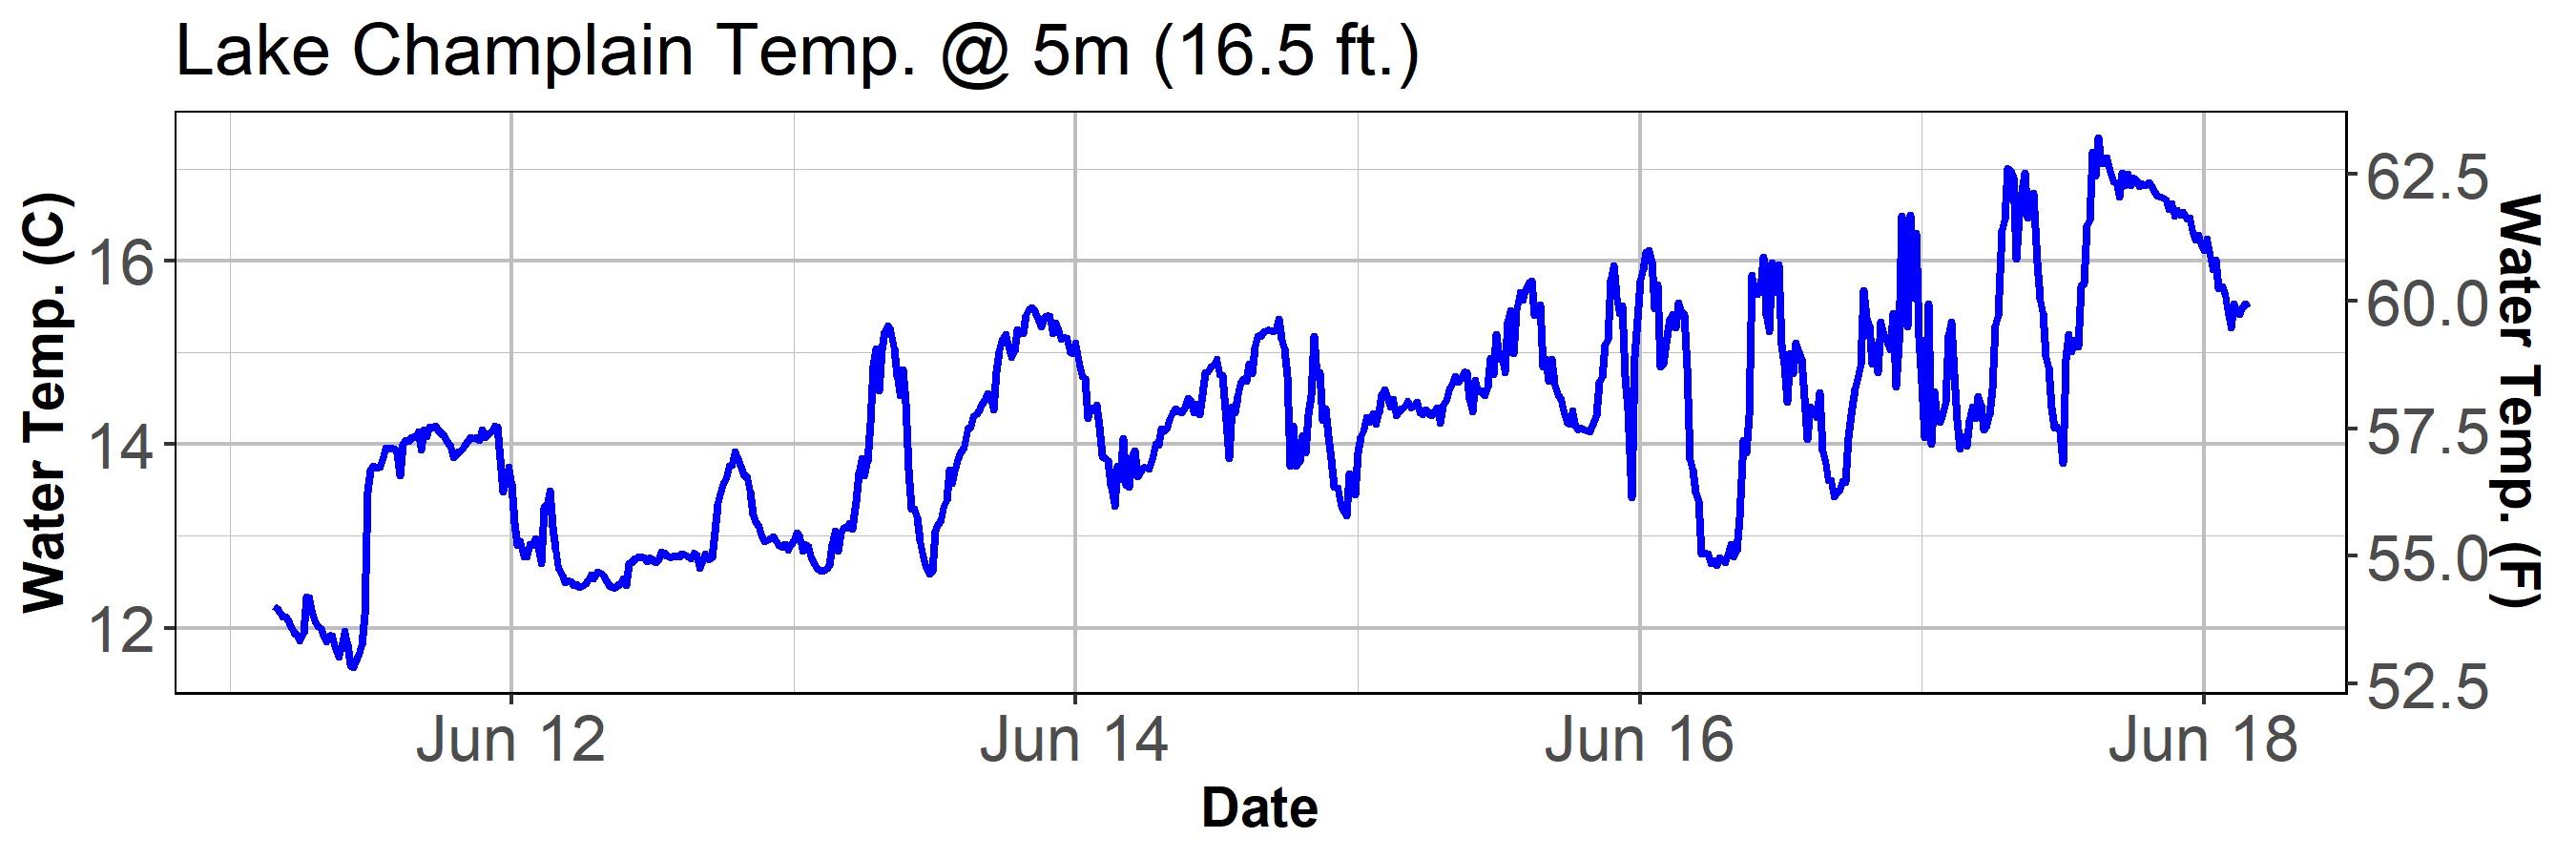 Lake Champlain Temp. @ 5m (16.5 ft.)
Water Temp. (C)
16
14
12
62.5
60.0
57.5
55.0
52.5
Water Temp. (F)
Jun 12
Jun 14
Jun 16
Jun 18
Date